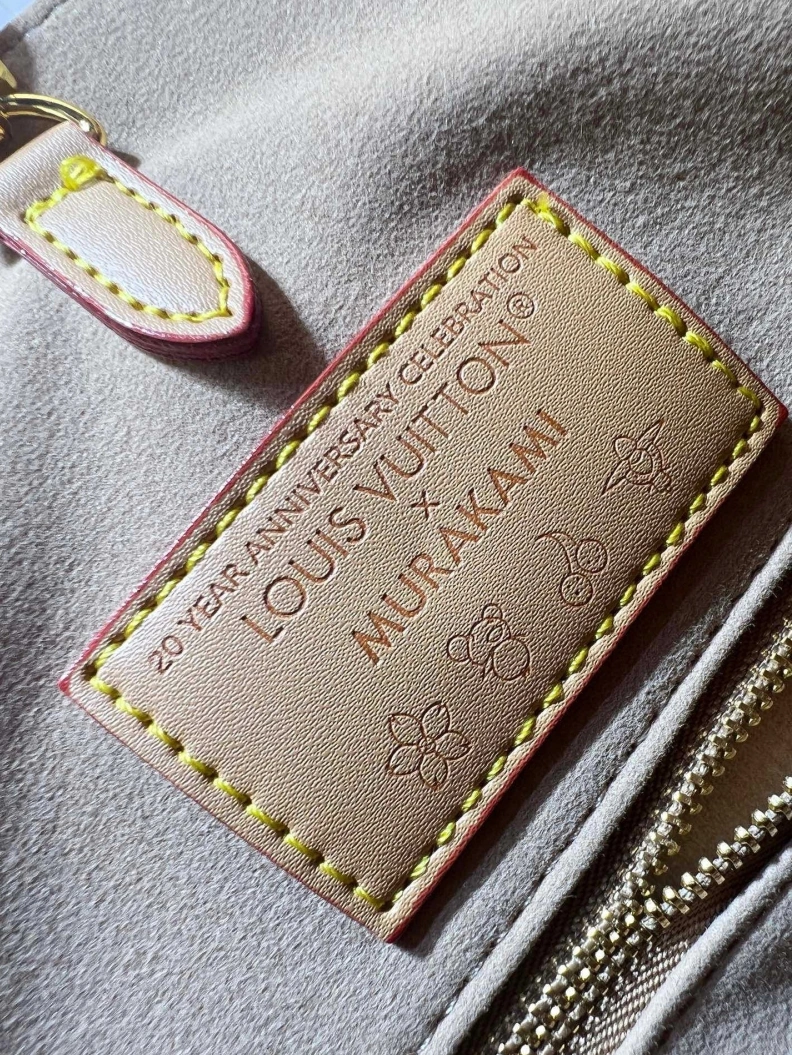 20 YEAR ANNIVERSARY CELEBRATION
LOUIS VUITTON®
×
MURAKAMI